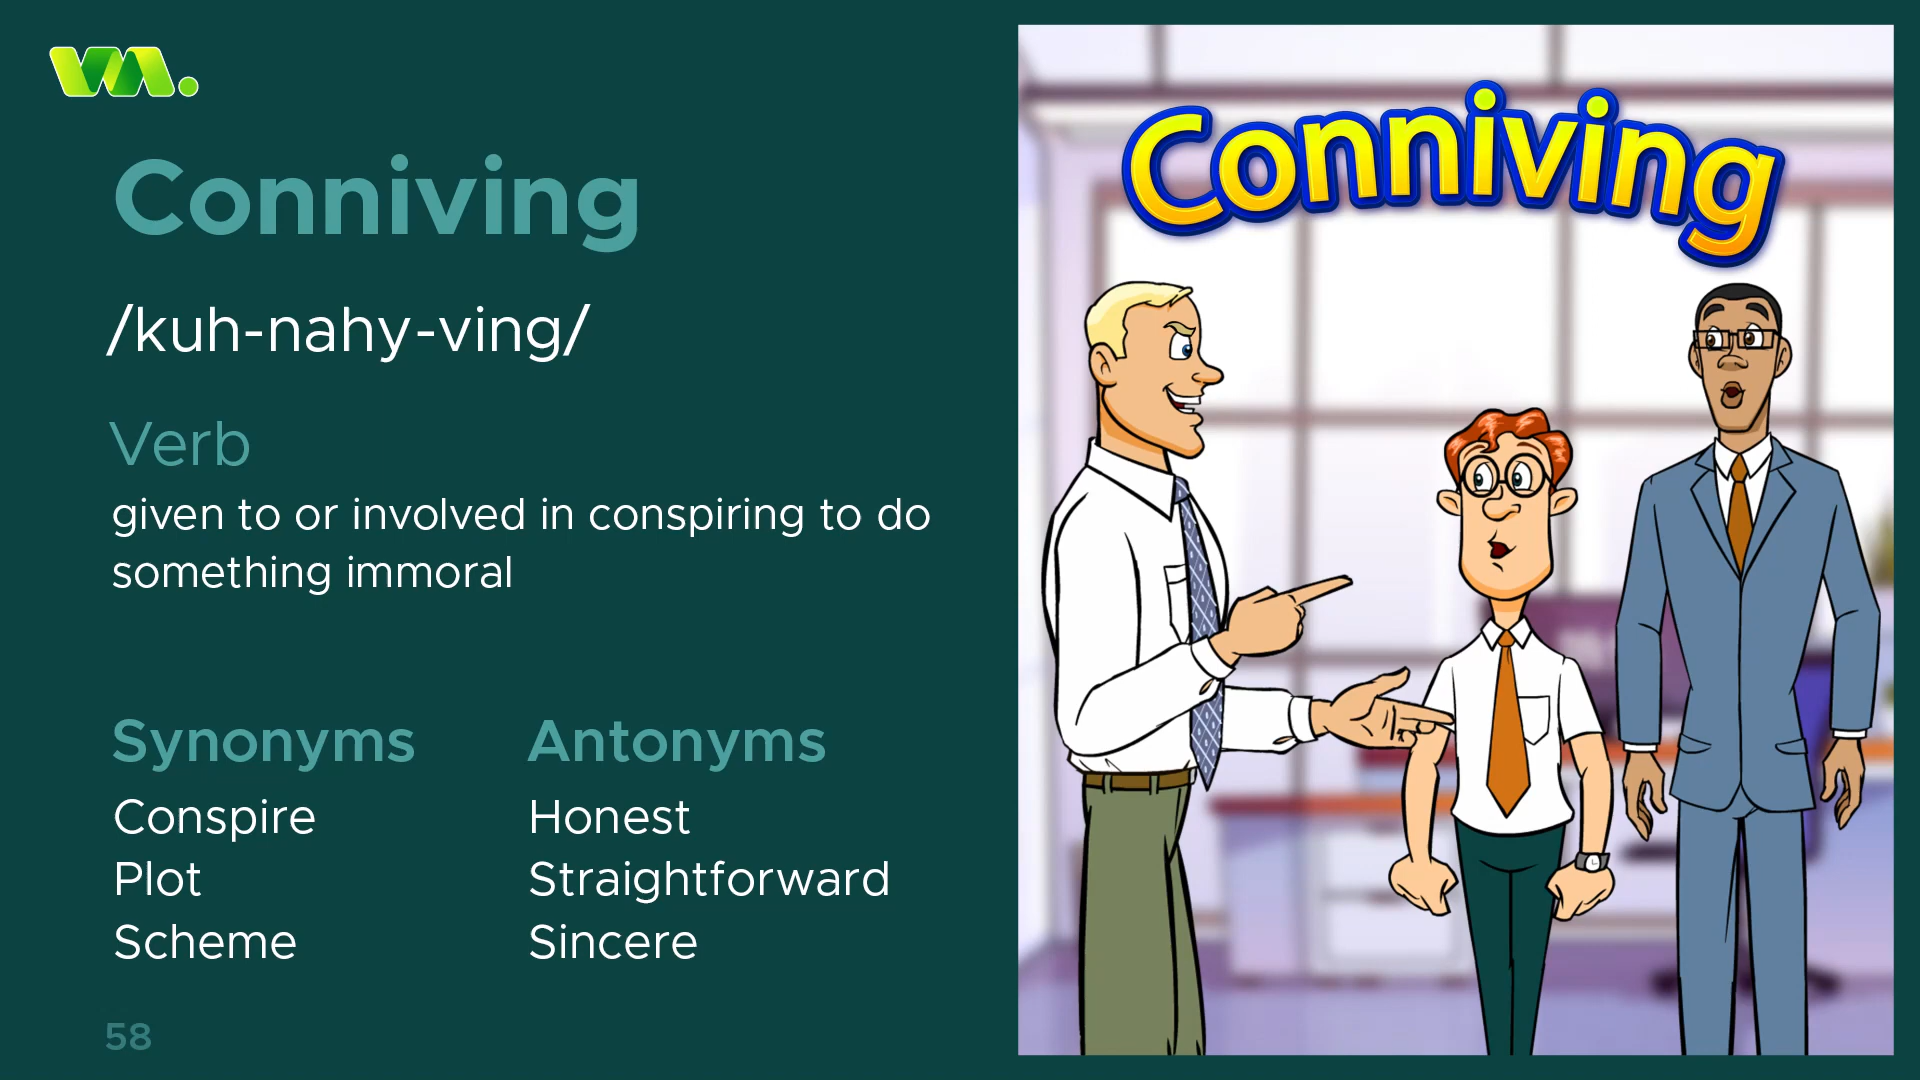 VM.
Conniving
/kuh-nahy-ving/
Verb
given to or involved in conspiring to do
something immoral
Synonyms
Conspire
Plot
Scheme
Antonyms
Honest
Straightforward
Sincere
58
Conniving